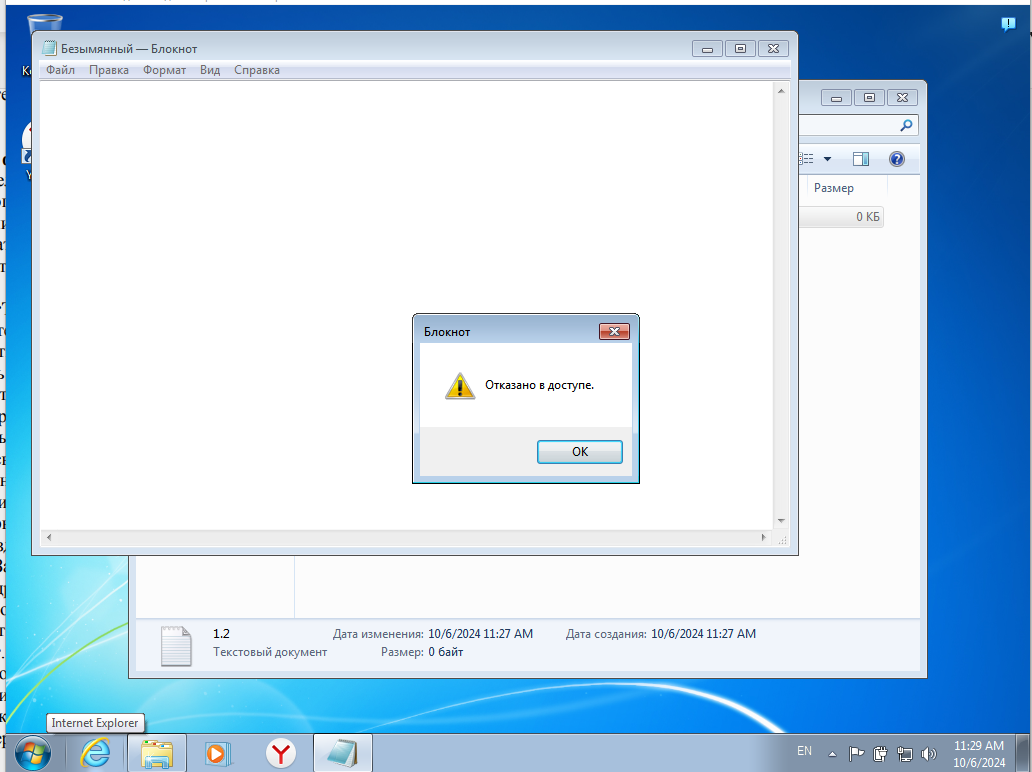 Безымянный — Блокнот
Файл Правка Формат Вид Справка
Размер
0 КБ
Блокнот
Отказано в доступе.
OK
1.2 Дата изменения: 10/6/2024 11:27 AM Дата создания: 10/6/2024 11:27 AM
Текстовый документ Размер: 0 байт
Internet Explorer
EN
11:29 AM
10/6/2024